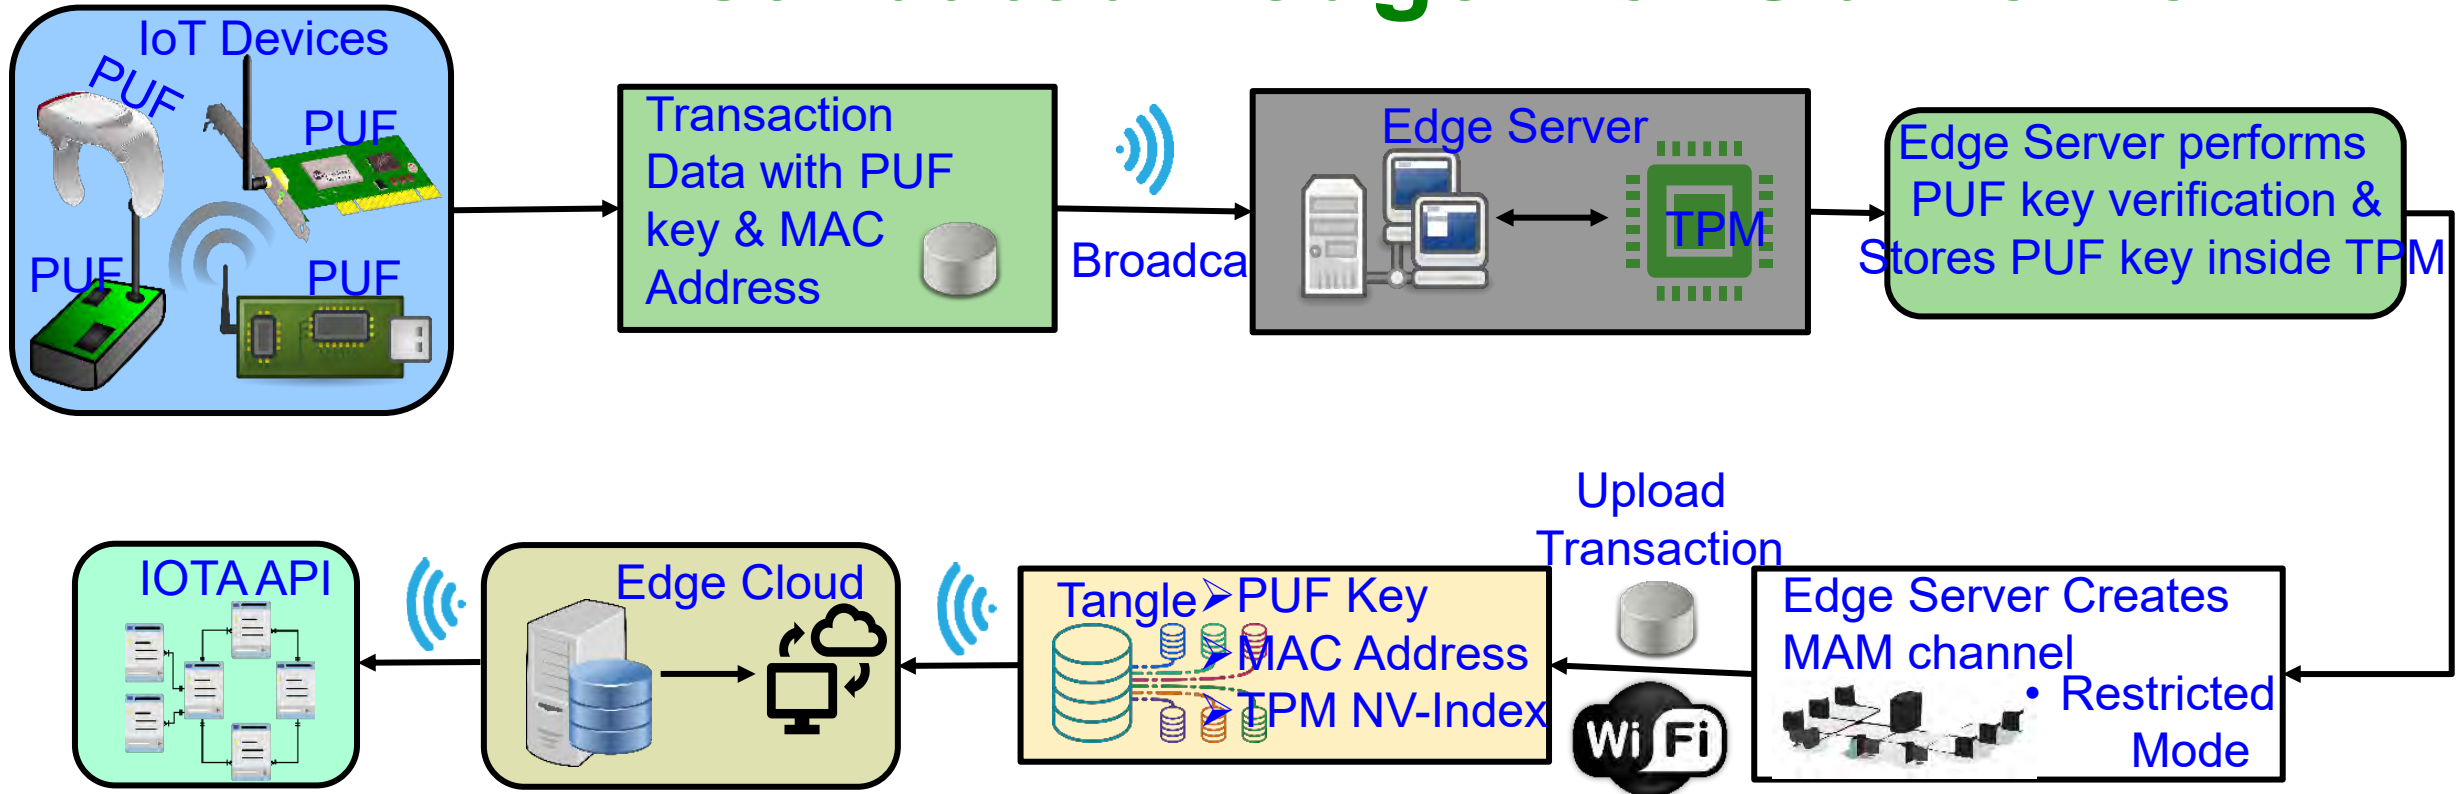 IoT Devices
PUF
PUF
PUF
PUF
Transaction
Data with PUF
key & MAC
Address
Broadca
Edge Server
TPM
Edge Server performs
PUF key verification &
Stores PUF key inside TPM
Upload
Transaction
Wi Fi
Edge Server Creates
MAM channel
• Restricted
Mode
Tangle
➢PUF Key
➢MAC Address
➢TPM NV-Index
Edge Cloud
IOTA API